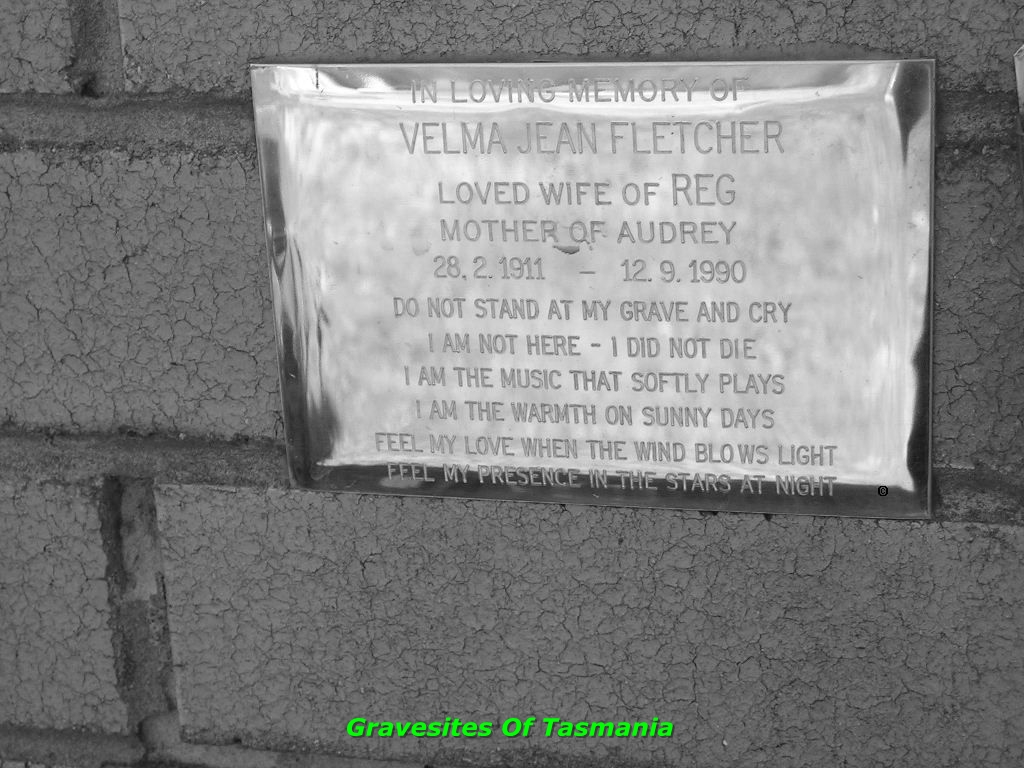 IN LOVING MEMORY OF
VELMA JEAN FLETCHER
LOVED WIFE OF REG
MOTHER OF AUDREY
28. 2. 1911 – 12. 9. 1990
DO NOT STAND AT MY GRAVE AND CRY
I AM NOT HERE - I DID NOT DIE
I AM THE MUSIC THAT SOFTLY PLAYS
I AM THE WARMTH ON SUNNY DAYS
FEEL MY LOVE WHEN THE WIND BLOWS LIGHT
FEEL MY PRESENCE IN THE STARS AT NIGHT
®
Gravesites Of Tasmania